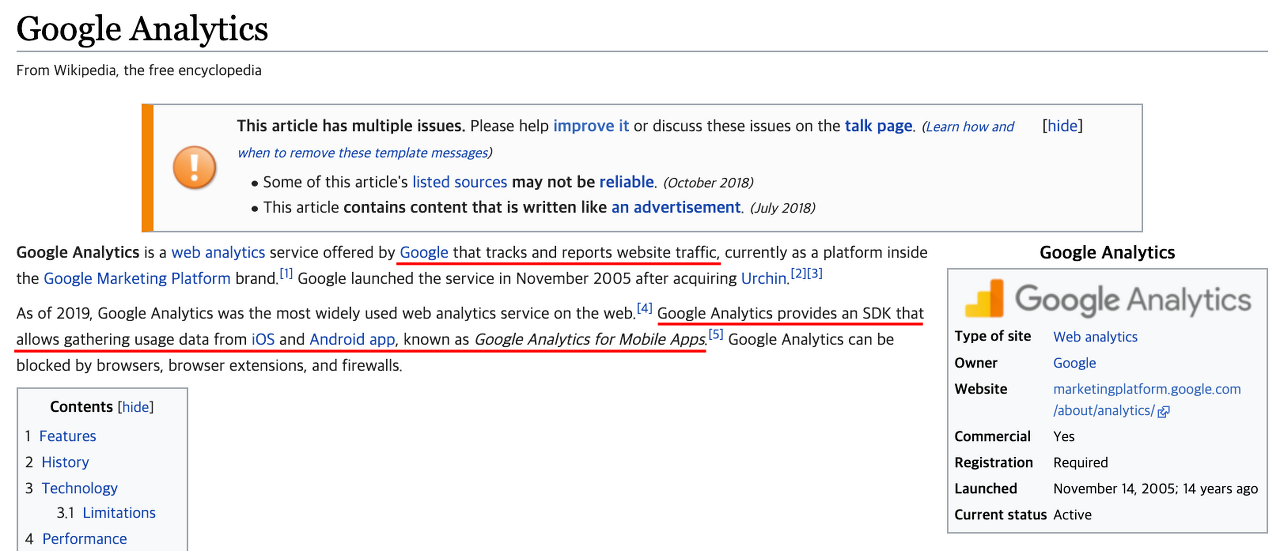 Google Analytics
From Wikipedia, the free encyclopedia
This article has multiple issues. Please help improve it or discuss these issues on the talk page. (Learn how and [hide]
when to remove these template messages)
• Some of this article's listed sources may not be reliable. (October 2018)
• This article contains content that is written like an advertisement. (July 2018)
Google Analytics is a web analytics service offered by Google that tracks and reports website traffic, currently as a platform inside
the Google Marketing Platform brand.[1] Google launched the service in November 2005 after acquiring Urchin.[2][3]
As of 2019, Google Analytics was the most widely used web analytics service on the web.[4] Google Analytics provides an SDK that
allows gathering usage data from iOS and Android app, known as Google Analytics for Mobile Apps.[5] Google Analytics can be
blocked by browsers, browser extensions, and firewalls.
Contents [hide]
1 Features
2 History
3 Technology
3.1 Limitations
4 Performance
Google Analytics
Google Analytics
Type of site Web analytics
Owner Google
Website marketingplatform.google.com
/about/analytics/
Commercial Yes
Registration Required
Launched November 14, 2005; 14 years ago
Current status Active